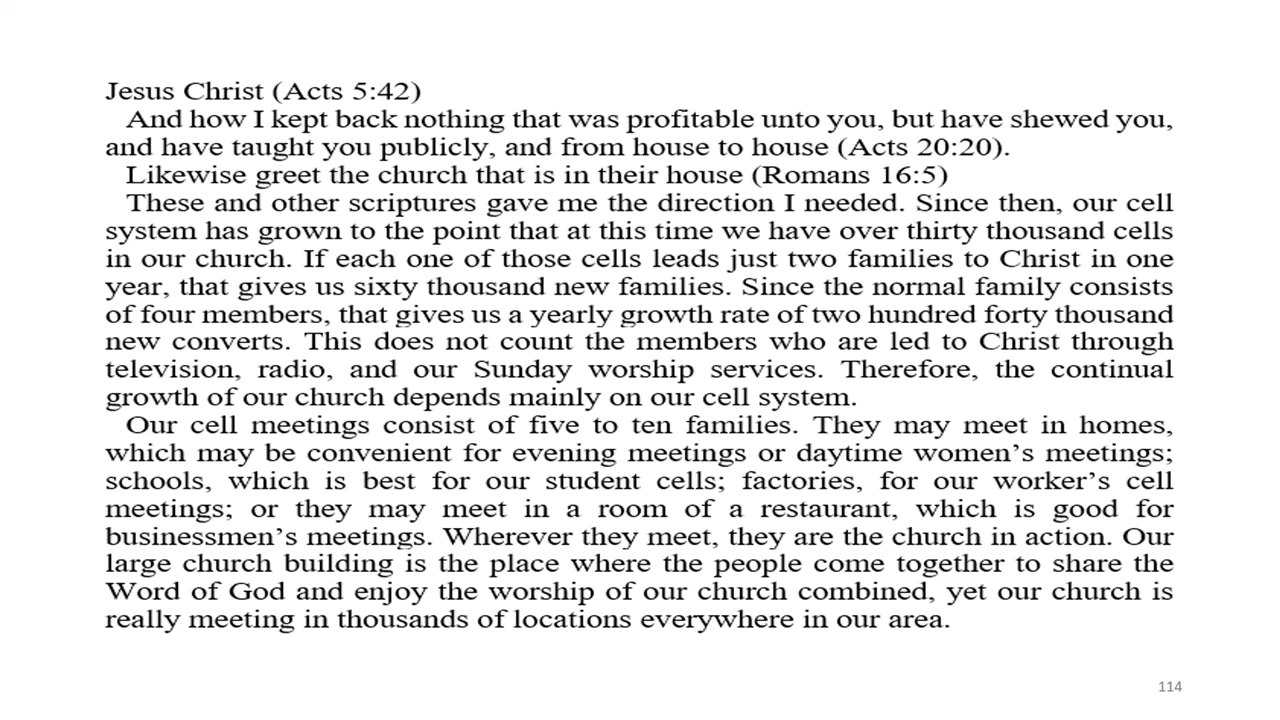 Jesus Christ (Acts 5:42)
And how I kept back nothing that was profitable unto you, but have shewed you,
and have taught you publicly, and from house to house (Acts 20:20).
Likewise greet the church that is in their house (Romans 16:5)
These and other scriptures gave me the direction I needed. Since then, our cell
system has grown to the point that at this time we have over thirty thousand cells
in our church. If each one of those cells leads just two families to Christ in one
year, that gives us sixty thousand new families. Since the normal family consists
of four members, that gives us a yearly growth rate of two hundred forty thousand
new converts. This does not count the members who are led to Christ through
television, radio, and our Sunday worship services. Therefore, the continual
growth of our church depends mainly on our cell system.
Our cell meetings consist of five to ten families. They may meet in homes,
which may be convenient for evening meetings or daytime women’s meetings;
schools, which is best for our student cells; factories, for our worker’s cell
meetings; or they may meet in a room of a restaurant, which is good for
businessmen’s meetings. Wherever they meet, they are the church in action. Our
large church building is the place where the people come together to share the
Word of God and enjoy the worship of our church combined, yet our church is
really meeting in thousands of locations everywhere in our area.
114